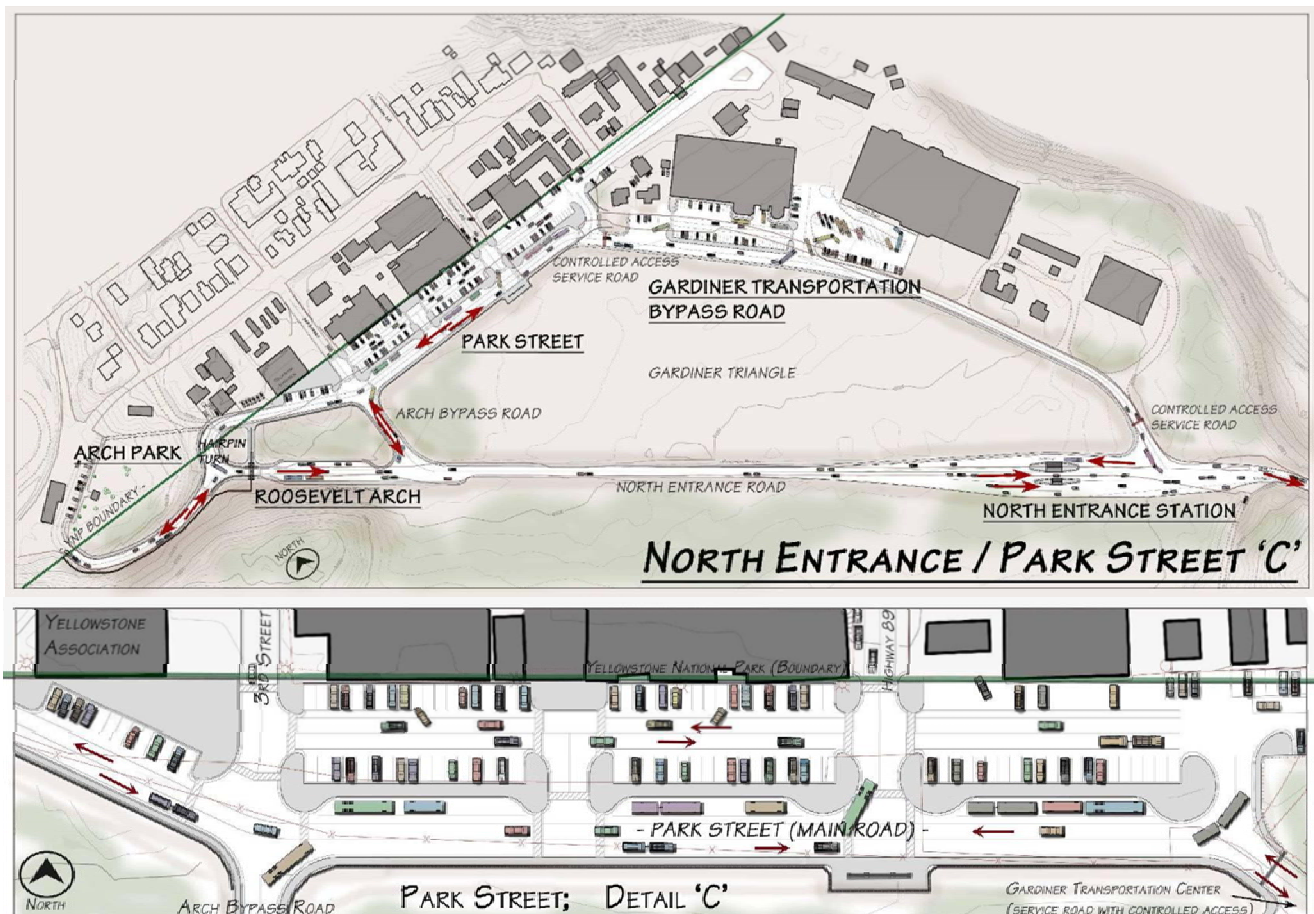 CONTROLLED ACCESS
SERVICE ROAD
GARDINER TRANSPORTATION
BYPASS ROAD
PARK STREET
GARDINER TRIANGLE
ARCH BYPASS ROAD
CONTROLLED ACCESS
SERVICE ROAD
ARCH PARK
HAIRPIN
TURN
ROOSEVELT ARCH
NORTH ENTRANCE ROAD
NORTH ENTRANCE STATION
YNP BOUNDARY...
NORTH
NORTH ENTRANCE / PARK STREET 'C'
YELLOWSTONE
ASSOCIATION
3RD STREET
YELLOWSTONE NATIONAL PARK (BOUNDARY)
HIGHWAY 89
- PARK STREET (MAIN ROAD) -
NORTH
ARCH BYPASS ROAD
PARK STREET; DETAIL 'C'
GARDINER TRANSPORTATION CENTER
(SERVICE ROAD WITH CONTROLLED ACCESS)